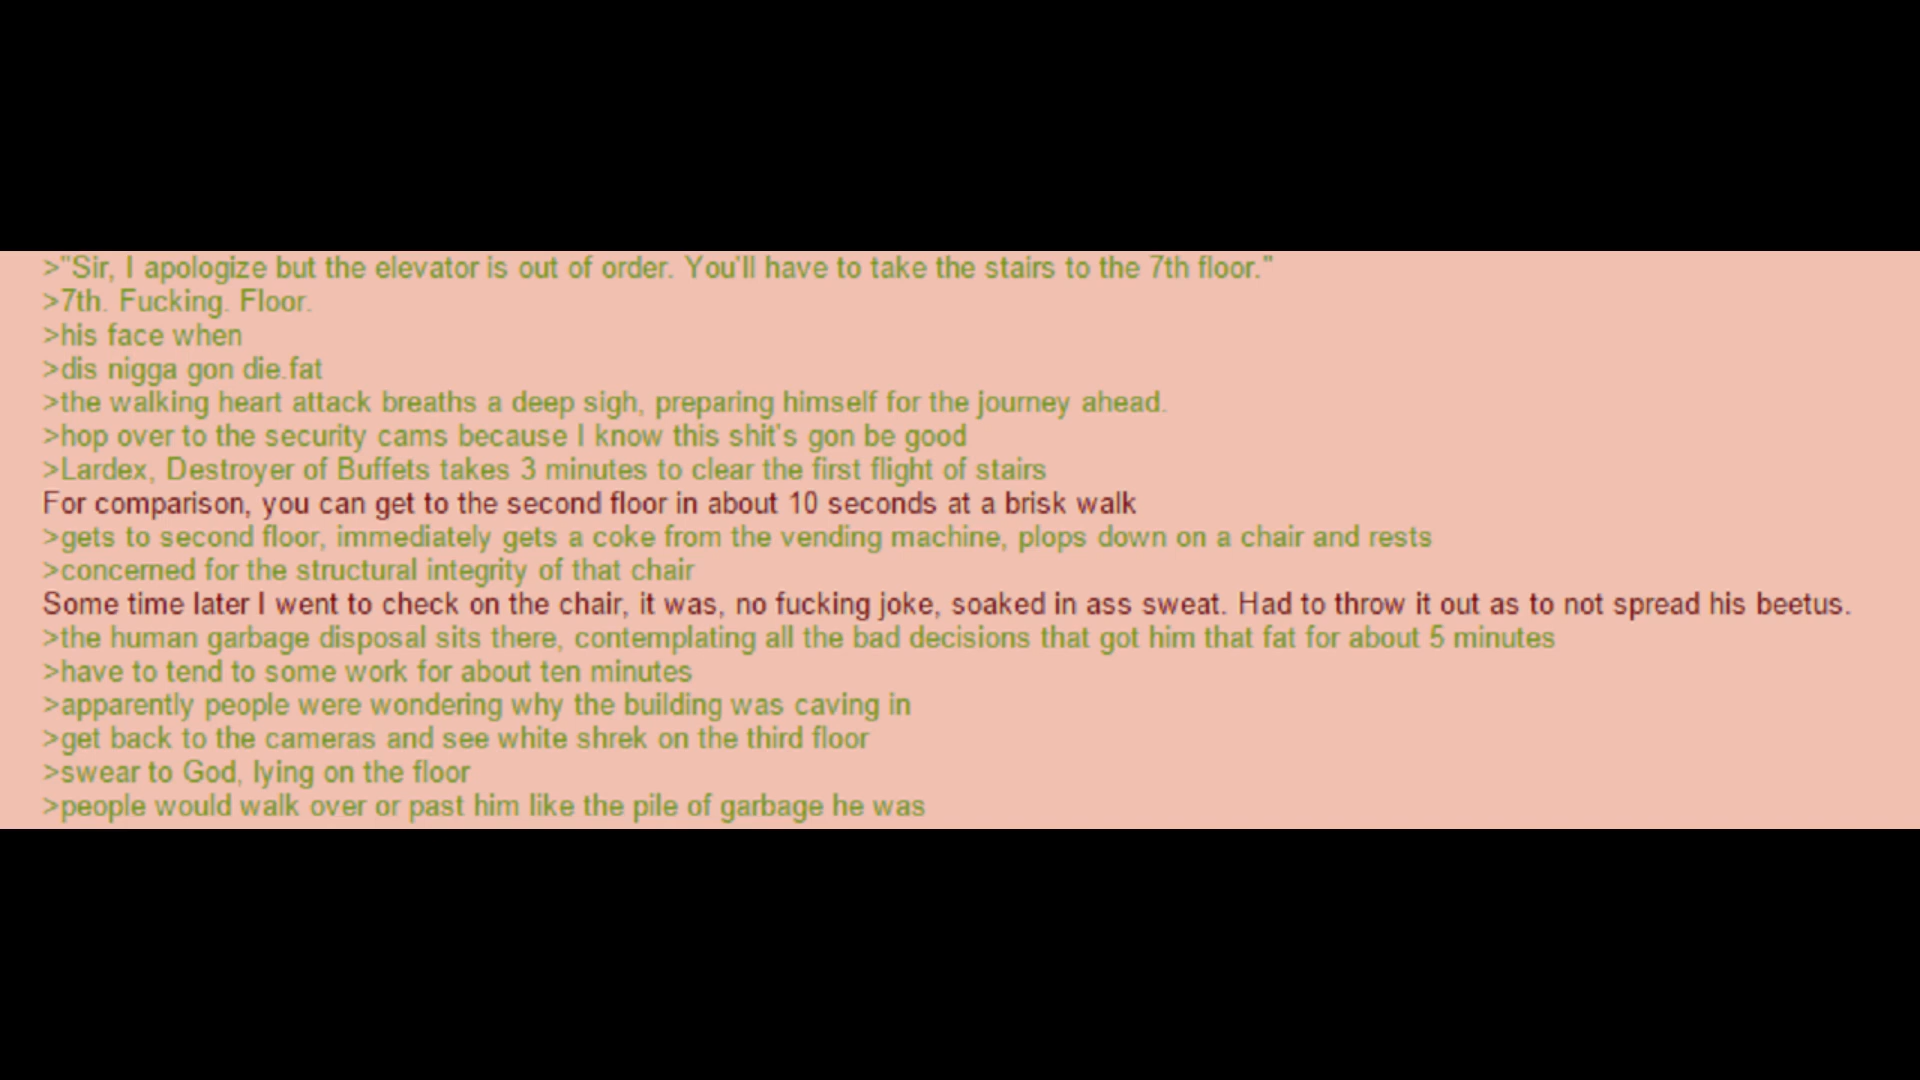 >"Sir, I apologize but the elevator is out of order. You'll have to take the stairs to the 7th floor."
>7th. Fucking. Floor.
>his face when
>dis nigga gon die.fat
>the walking heart attack breaths a deep sigh, preparing himself for the journey ahead.
>hop over to the security cams because I know this shit's gon be good
>Lardex, Destroyer of Buffets takes 3 minutes to clear the first flight of stairs
For comparison, you can get to the second floor in about 10 seconds at a brisk walk
>gets to second floor, immediately gets a coke from the vending machine, plops down on a chair and rests
>concerned for the structural integrity of that chair
Some time later I went to check on the chair, it was, no fucking joke, soaked in ass sweat. Had to throw it out as to not spread his beetus.
>the human garbage disposal sits there, contemplating all the bad decisions that got him that fat for about 5 minutes
>have to tend to some work for about ten minutes
>apparently people were wondering why the building was caving in
>get back to the cameras and see white shrek on the third floor
>swear to God, lying on the floor
>people would walk over or past him like the pile of garbage he was